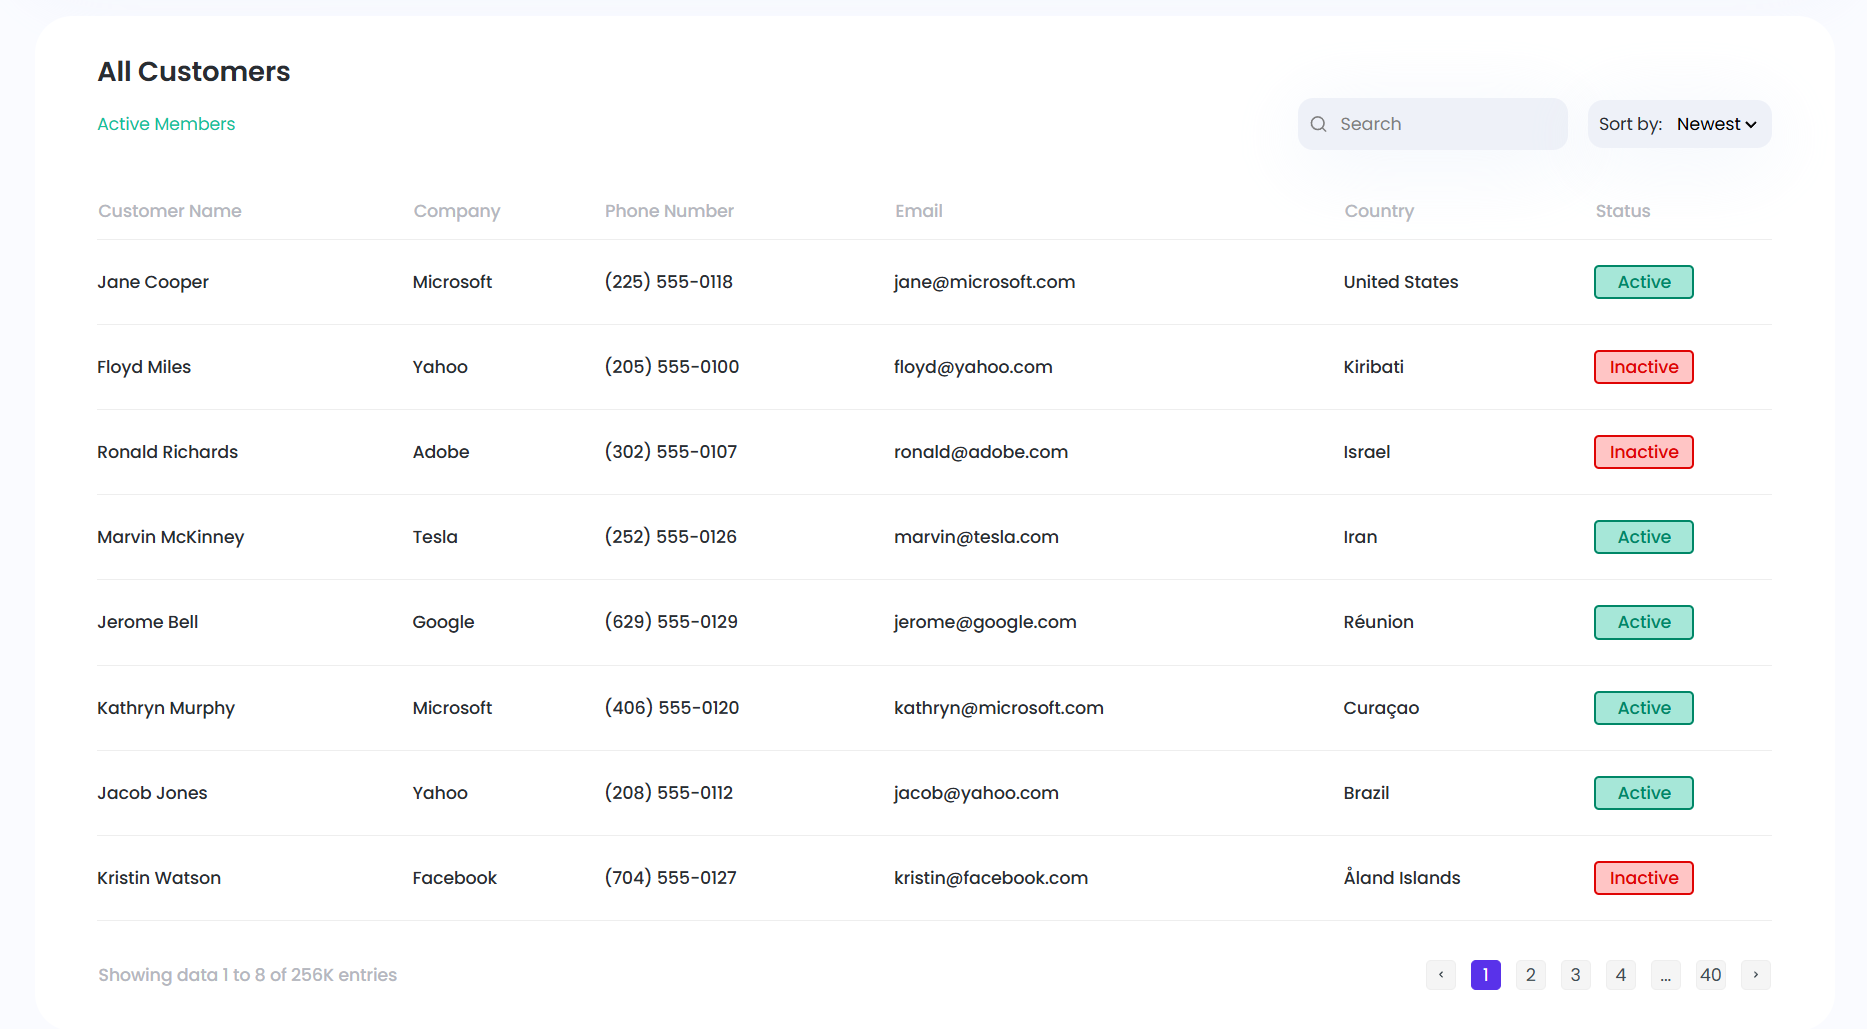 All Customers
Active Members
Search
Sort by: Newest
Customer Name Company Phone Number Email Country Status
Jane Cooper Microsoft (225) 555-0118 jane@microsoft.com United States Active
Floyd Miles Yahoo (205) 555-0100 floyd@yahoo.com Kiribati Inactive
Ronald Richards Adobe (302) 555-0107 ronald@adobe.com Israel Inactive
Marvin McKinney Tesla (252) 555-0126 marvin@tesla.com Iran Active
Jerome Bell Google (629) 555-0129 jerome@google.com Réunion Active
Kathryn Murphy Microsoft (406) 555-0120 kathryn@microsoft.com Curaçao Active
Jacob Jones Yahoo (208) 555-0112 jacob@yahoo.com Brazil Active
Kristin Watson Facebook (704) 555-0127 kristin@facebook.com Åland Islands Inactive
Showing data 1 to 8 of 256K entries
‹ 1 2 3 4 ... 40 ›